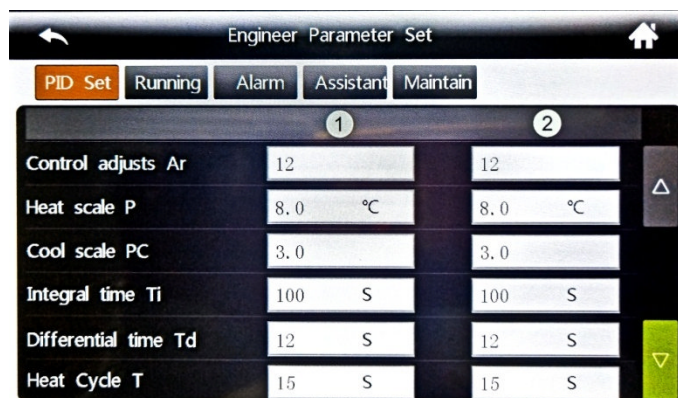 Engineer Parameter Set
PID Set Running Alarm Assistant Maintain
1 2
Control adjusts Ar 12 12
Heat scale P 8.0 ℃ 8.0 ℃
Cool scale PC 3.0 3.0
Integral time Ti 100 S 100 S
Differential time Td 12 S 12 S
Heat Cycle T 15 S 15 S